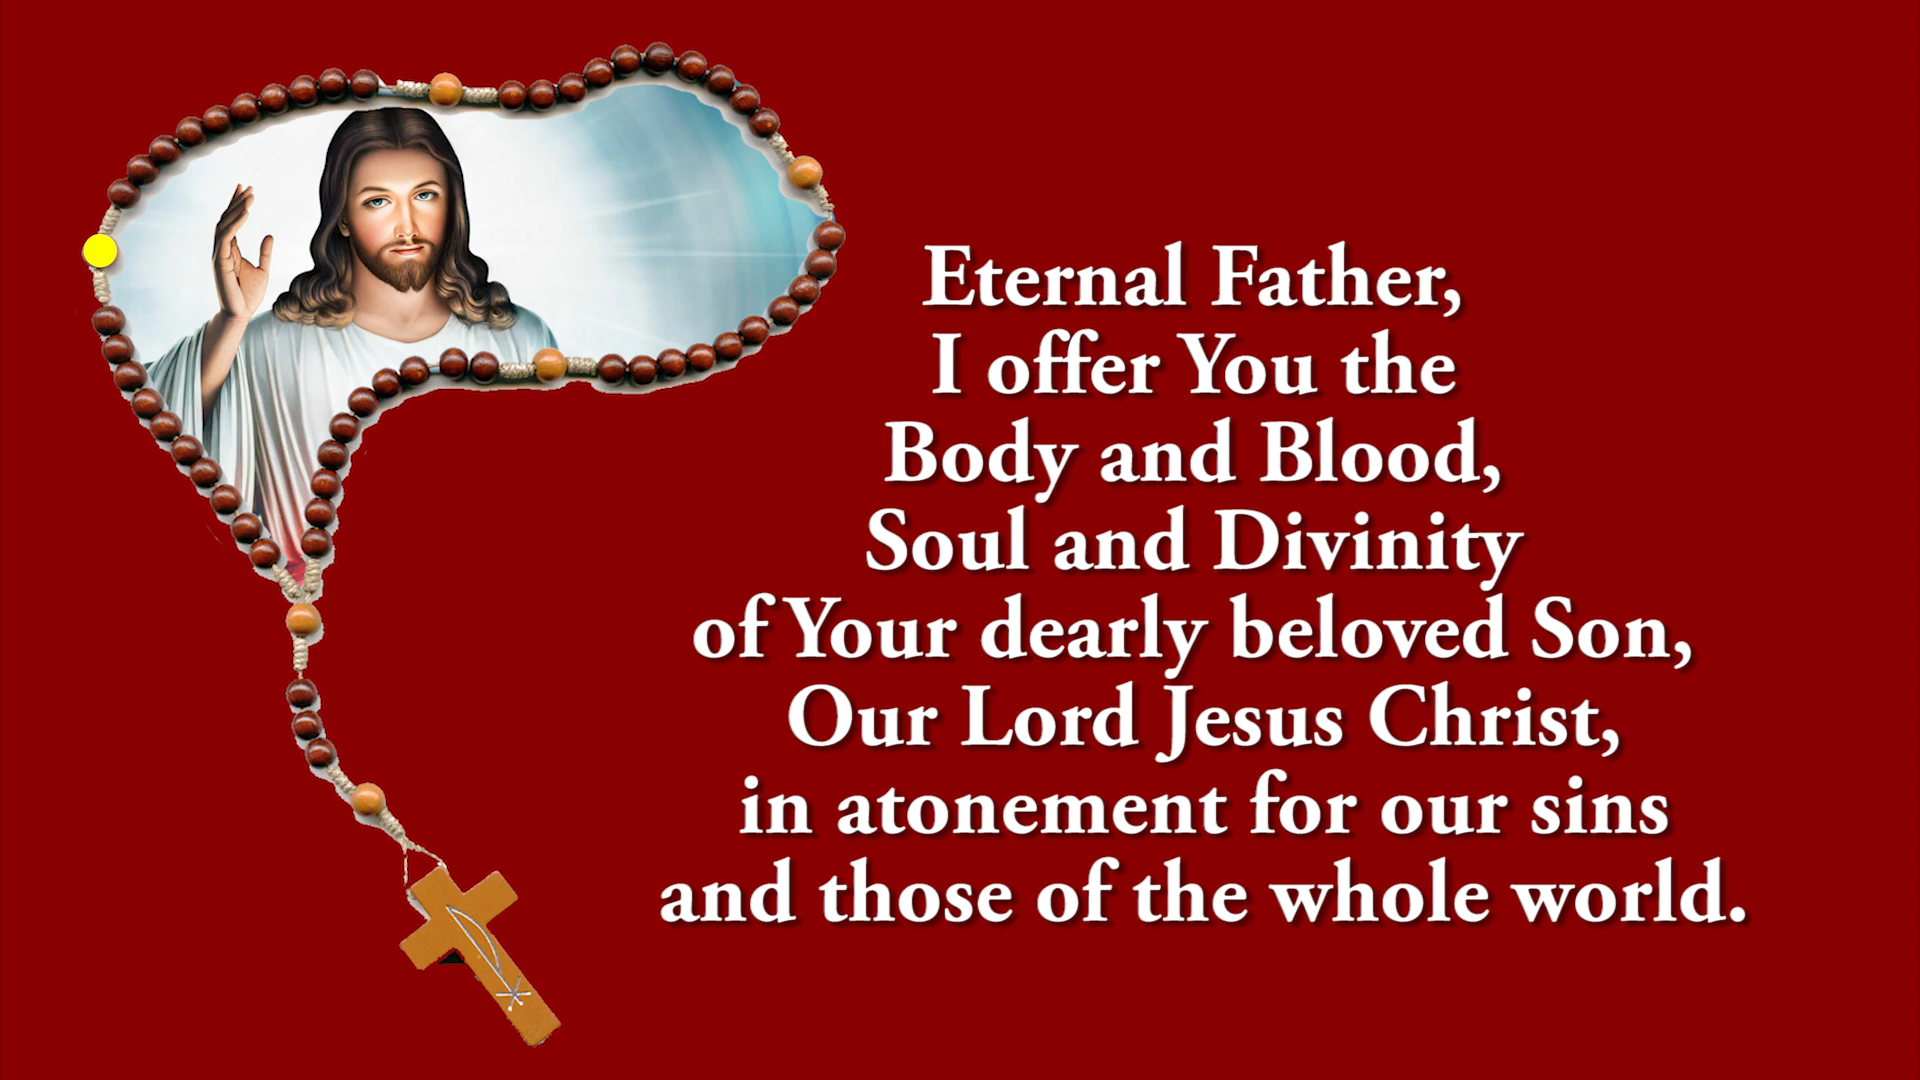 Eternal Father,
I offer You the
Body and Blood,
Soul and Divinity
of Your dearly beloved Son,
Our Lord Jesus Christ,
in atonement for our sins
and those of the whole world.